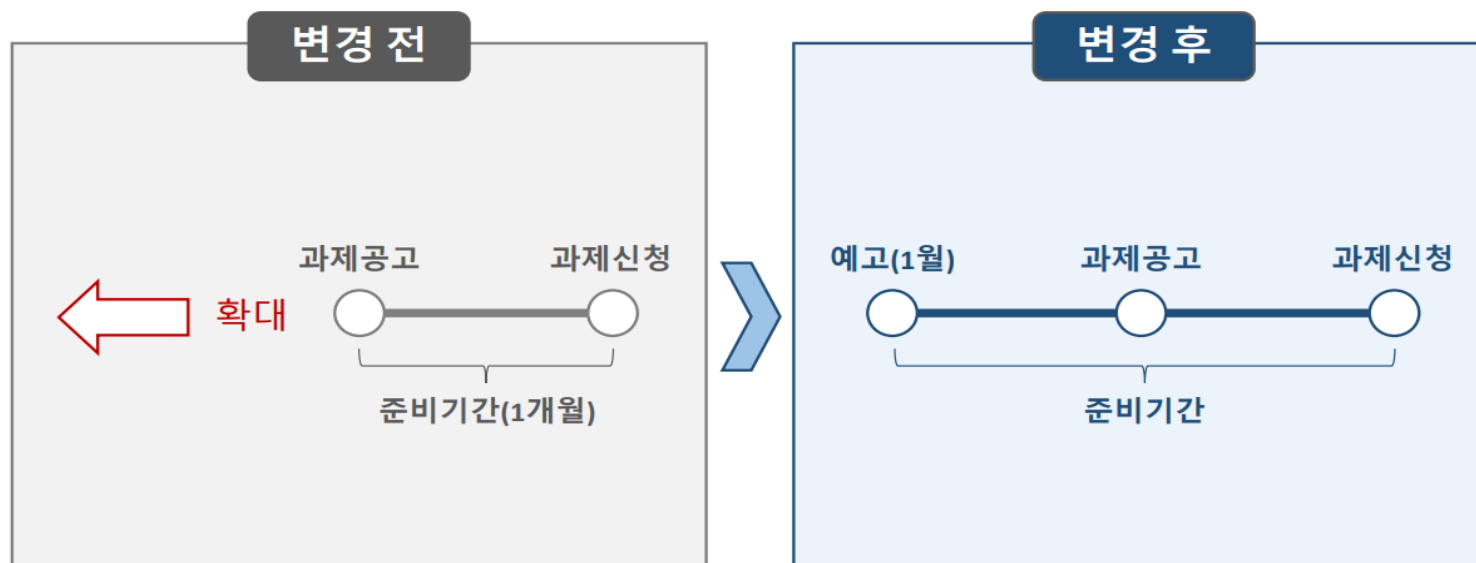 변경 전
과제공고
과제신청
확대
준비기간(1개월)
변경 후
예고(1월)
과제공고
과제신청
준비기간